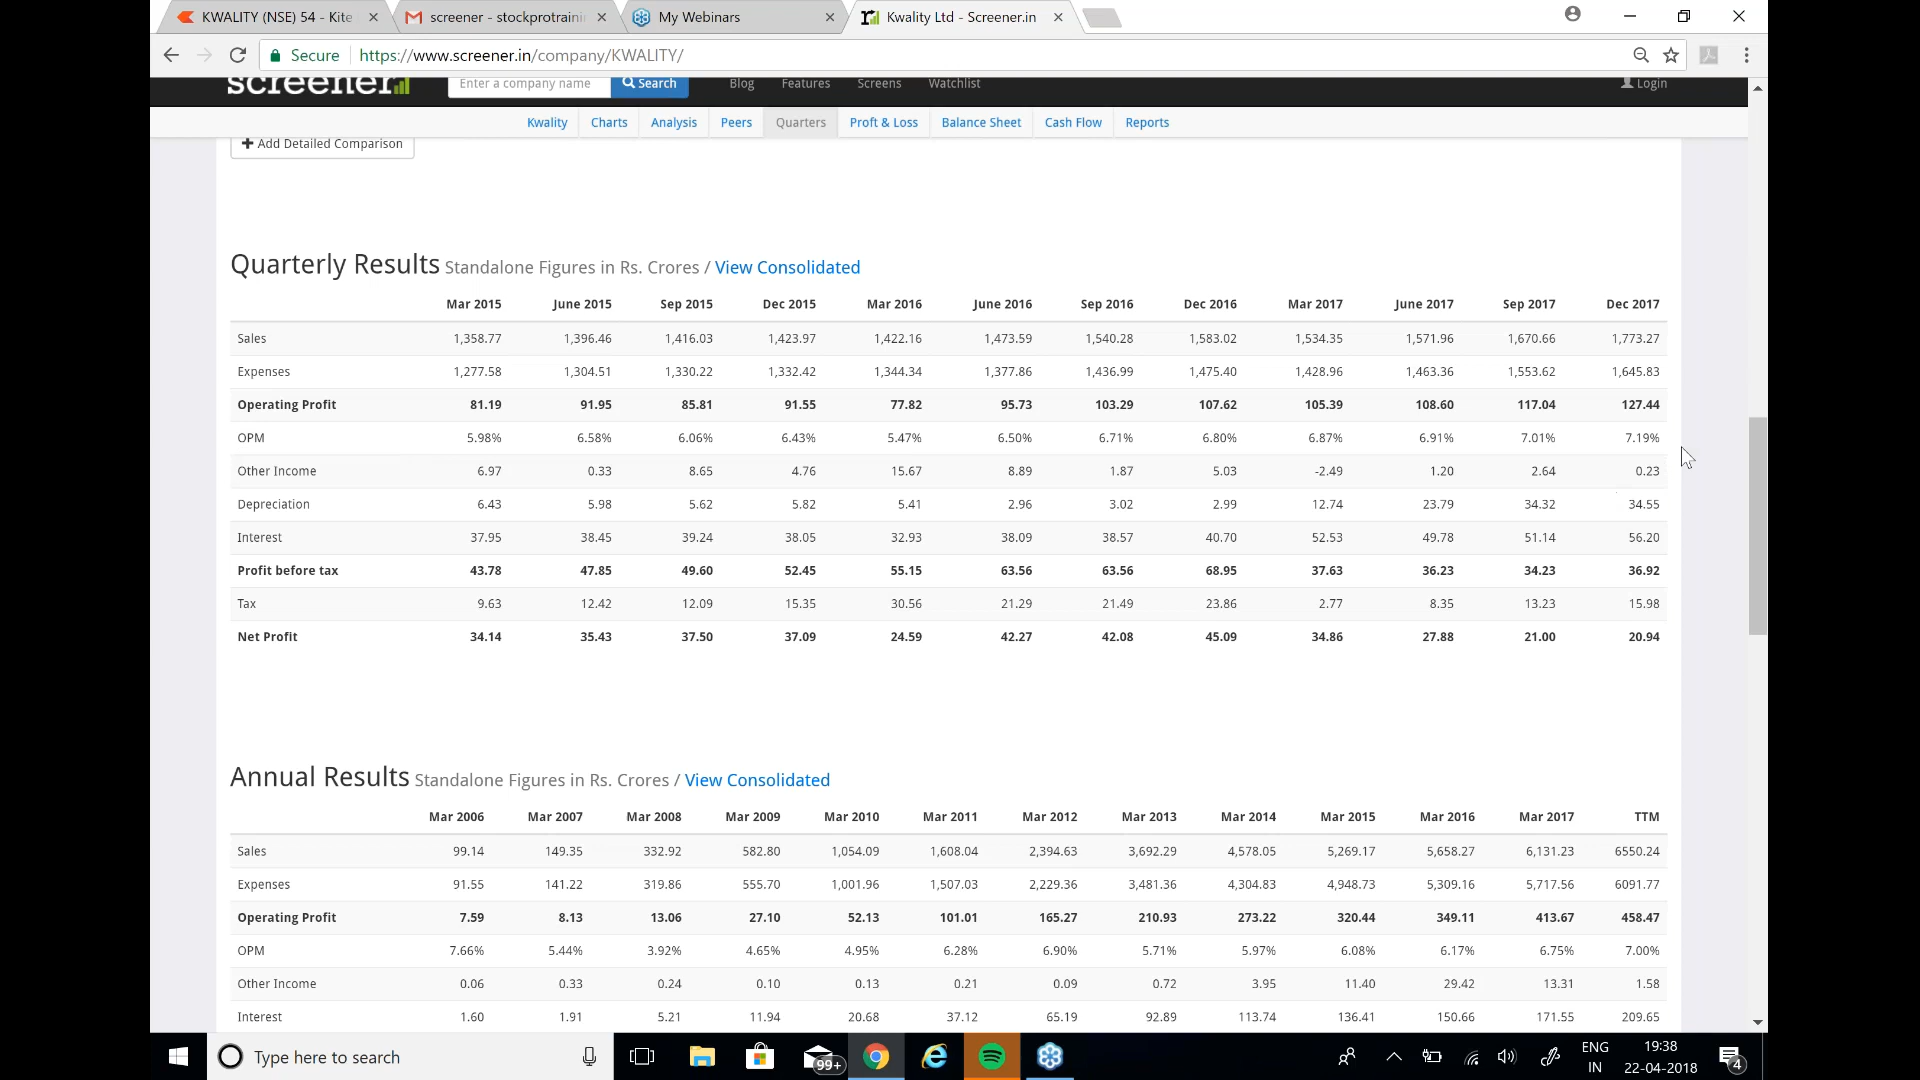 KWALITY (NSE) 54 - Kite
screener - stockprotraini
My Webinars
Kwality Ltd - Screener.in
Secure https://www.screener.in/company/KWALITY/
screener Enter a company name Search Blog Features Screens Watchlist Login
Kwality Charts Analysis Peers Quarters Proft & Loss Balance Sheet Cash Flow Reports
Add Detailed Comparison
Quarterly Results Standalone Figures in Rs. Crores / View Consolidated
Mar 2015 June 2015 Sep 2015 Dec 2015 Mar 2016 June 2016 Sep 2016 Dec 2016 Mar 2017 June 2017 Sep 2017 Dec 2017
Sales 1,358.77 1,396.46 1,416.03 1,423.97 1,422.16 1,473.59 1,540.28 1,583.02 1,534.35 1,571.96 1,670.66 1,773.27
Expenses 1,277.58 1,304.51 1,330.22 1,332.42 1,344.34 1,377.86 1,436.99 1,475.40 1,428.96 1,463.36 1,553.62 1,645.83
Operating Profit 81.19 91.95 85.81 91.55 77.82 95.73 103.29 107.62 105.39 108.60 117.04 127.44
OPM 5.98% 6.58% 6.06% 6.43% 5.47% 6.50% 6.71% 6.80% 6.87% 6.91% 7.01% 7.19%
Other Income 6.97 0.33 8.65 4.76 15.67 8.89 1.87 5.03 -2.49 1.20 2.64 0.23
Depreciation 6.43 5.98 5.62 5.82 5.41 2.96 3.02 2.99 12.74 23.79 34.32 34.55
Interest 37.95 38.45 39.24 38.05 32.93 38.09 38.57 40.70 52.53 49.78 51.14 56.20
Profit before tax 43.78 47.85 49.60 52.45 55.15 63.56 63.56 68.95 37.63 36.23 34.23 36.92
Tax 9.63 12.42 12.09 15.35 30.56 21.29 21.49 23.86 2.77 8.35 13.23 15.98
Net Profit 34.14 35.43 37.50 37.09 24.59 42.27 42.08 45.09 34.86 27.88 21.00 20.94
Annual Results Standalone Figures in Rs. Crores / View Consolidated
Mar 2006 Mar 2007 Mar 2008 Mar 2009 Mar 2010 Mar 2011 Mar 2012 Mar 2013 Mar 2014 Mar 2015 Mar 2016 Mar 2017 TTM
Sales 99.14 149.35 332.92 582.80 1,054.09 1,608.04 2,394.63 3,692.29 4,578.05 5,269.17 5,658.27 6,131.23 6550.24
Expenses 91.55 141.22 319.86 555.70 1,001.96 1,507.03 2,229.36 3,481.36 4,304.83 4,948.73 5,309.16 5,717.56 6091.77
Operating Profit 7.59 8.13 13.06 27.10 52.13 101.01 165.27 210.93 273.22 320.44 349.11 413.67 458.47
OPM 7.66% 5.44% 3.92% 4.65% 4.95% 6.28% 6.90% 5.71% 5.97% 6.08% 6.17% 6.75% 7.00%
Other Income 0.06 0.33 0.24 0.10 0.13 0.21 0.09 0.72 3.95 11.40 29.42 13.31 1.58
Interest 1.60 1.91 5.21 11.94 20.68 37.12 65.19 92.89 113.74 136.41 150.66 171.55 209.65
Type here to search 99+ ENG 19:38
IN 22-04-2018 4